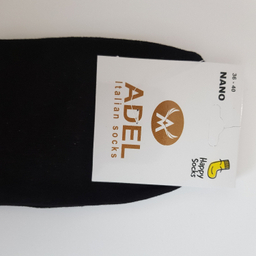 36 - 40
NANO
ADEL
italian socks
Happy
Socks